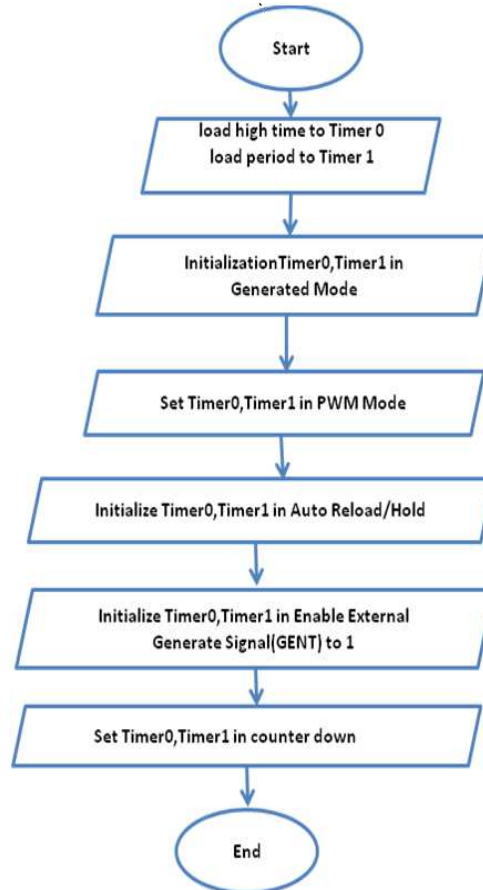 Start
load high time to Timer 0
load period to Timer 1
InitializationTimer0,Timer1 in
Generated Mode
Set Timer0,Timer1 in PWM Mode
Initialize Timer0,Timer1 in Auto Reload/Hold
Initialize Timer0,Timer1 in Enable External
Generate Signal(GENT) to 1
Set Timer0,Timer1 in counter down
End